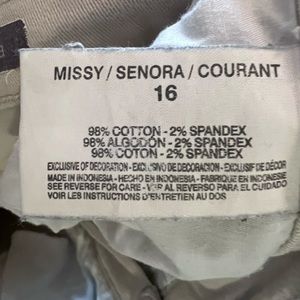 MISSY / SENORA / COURANT
16
98% COTTON - 2% SPANDEX
98% ALGODÓN - 2% SPANDEX
98% COTON - 2% SPANDEX
EXCLUSIVE OF DECORATION - EXCLUSIVO DE DECORACION - EXCLUSIF DE DÉCOR
MADE IN INDONESIA - HECHO EN INDONESIA - FABRIQUE EN INDONESIE
SEE REVERSE FOR CARE - VER AL REVERSO PARA EL CUIDADO
VOIR LES INSTRUCTIONS D'ENTRETIEN AU DOS